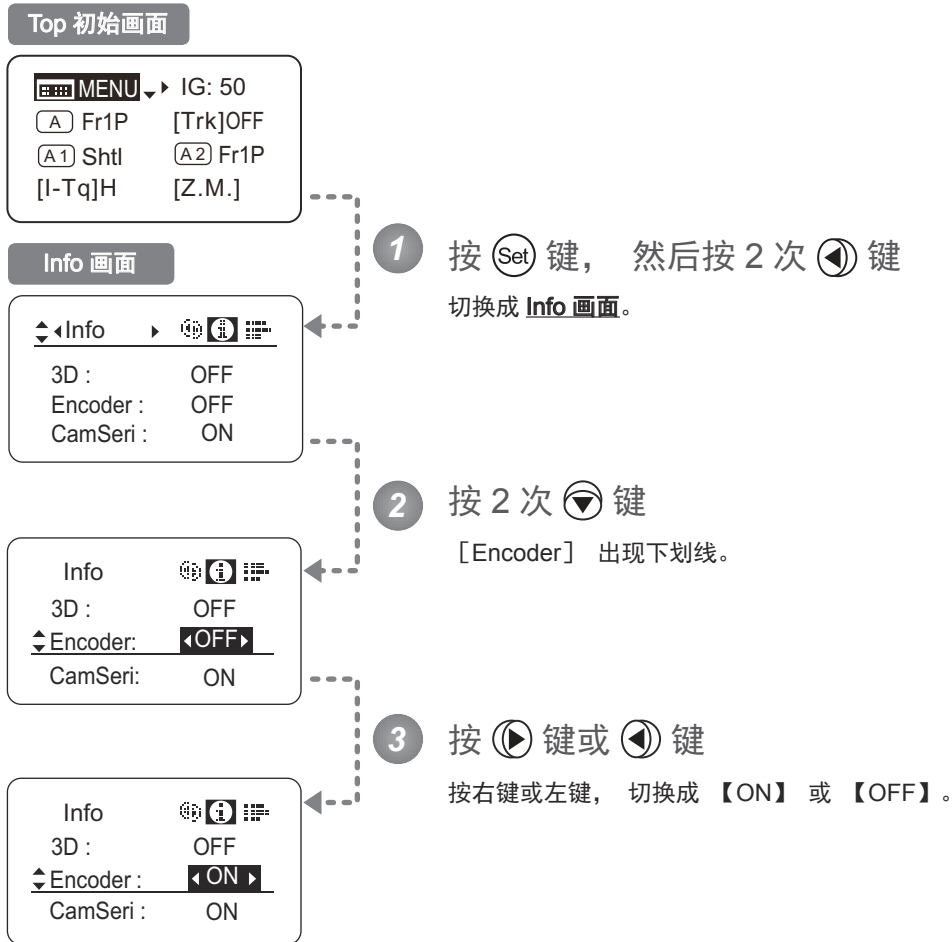 Top 初始画面
MENU IG: 50
A Fr1P [Trk]OFF
A1 Shtl A2 Fr1P
[I-Tq]H [Z.M.]
1 按 Set 键， 然后按 2 次 键
切换成 Info 画面。
Info 画面
Info
3D : OFF
Encoder : OFF
CamSeri : ON
2 按 2 次 键
［Encoder］ 出现下划线。
Info
3D : OFF
Encoder: OFF
CamSeri: ON
3 按 键或 键
按右键或左键， 切换成 【ON】 或 【OFF】。
Info
3D : OFF
Encoder : ON
CamSeri : ON